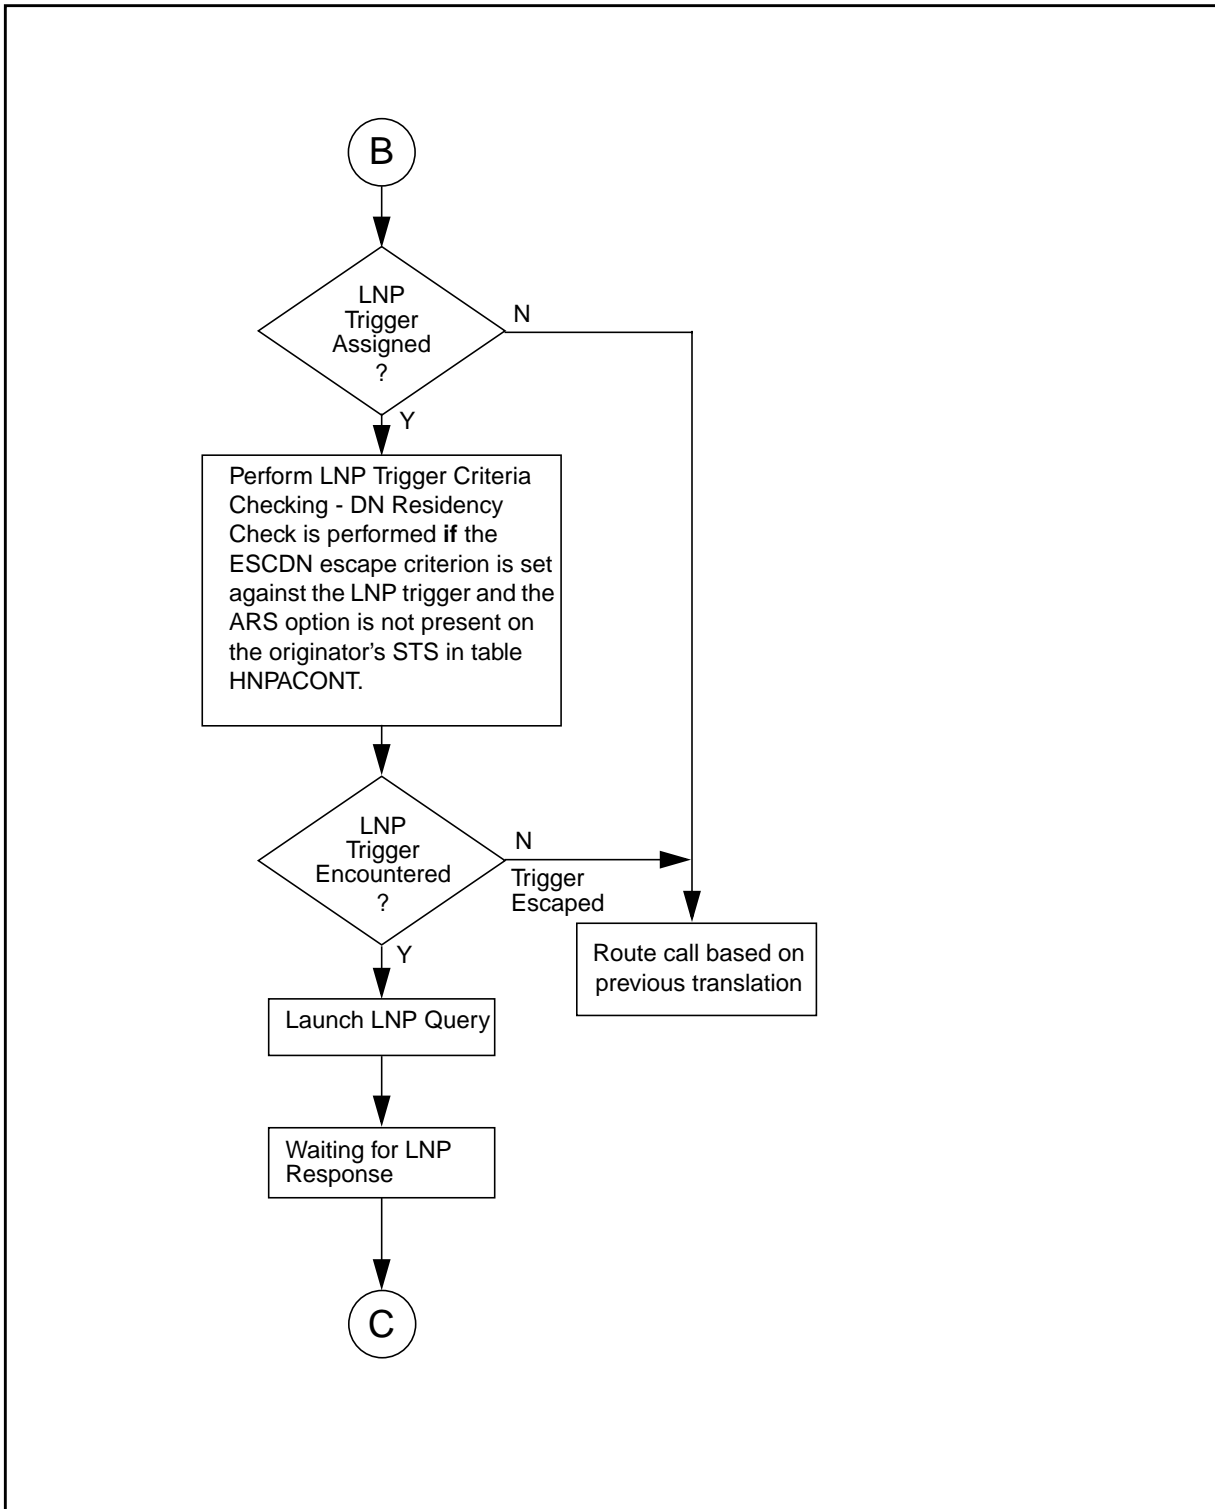 B
LNP
Trigger
Assigned
?
N
Y
Perform LNP Trigger Criteria
Checking - DN Residency
Check is performed if the
ESCDN escape criterion is set
against the LNP trigger and the
ARS option is not present on
the originator's STS in table
HNPACONT.
LNP
Trigger
Encountered
?
N
Trigger
Escaped
Y
Route call based on
previous translation
Launch LNP Query
Waiting for LNP
Response
C